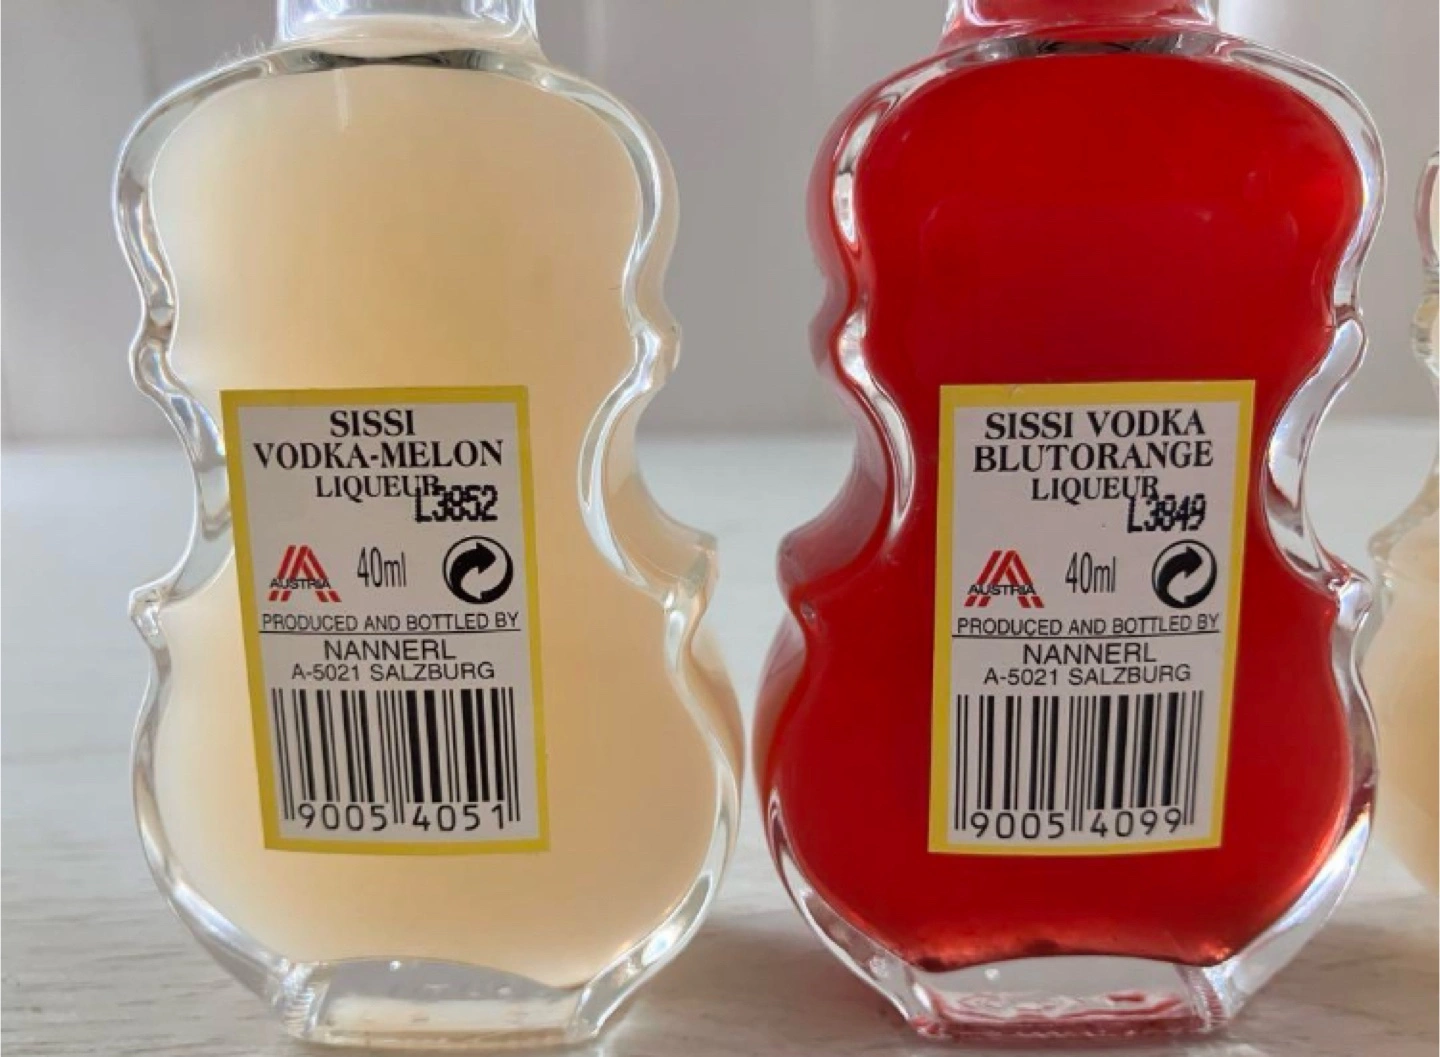 SISSI
VODKA-MELON
LIQUEUR
L3852
AUSTRIA
40ml
PRODUCED AND BOTTLED BY
NANNERL
A-5021 SALZBURG
9005 4051
SISSI VODKA
BLUTORANGE
LIQUEUR
L3849
AUSTRIA
40ml
PRODUCED AND BOTTLED BY
NANNERL
A-5021 SALZBURG
9005 4099